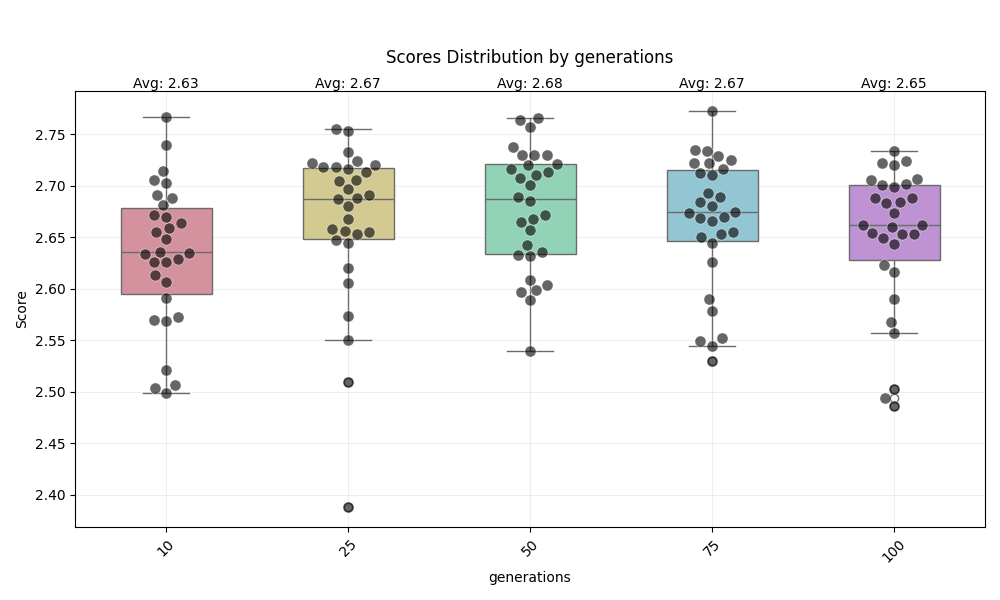 Scores Distribution by generations
Avg: 2.63 Avg: 2.67 Avg: 2.68 Avg: 2.67 Avg: 2.65
2.75
2.70
2.65
2.60
2.55
2.50
2.45
2.40
Score
10 25 50 75 100
generations